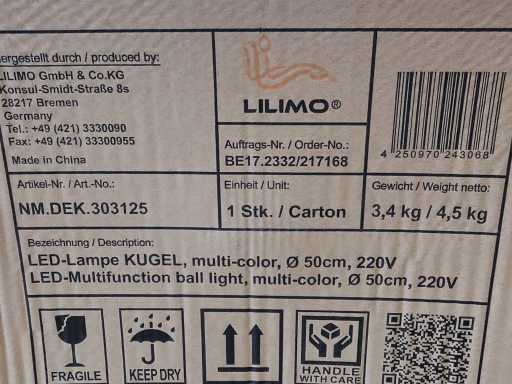 hergestellt durch / produced by:
LILIMO GmbH & Co.KG
Konsul-Smidt-Straße 8s
28217 Bremen
Germany
Tel.: +49 (421) 3330090
Fax: +49 (421) 33300955
Made in China
LILIMO®
Auftrags-Nr. / Order-No.:
BE17.2332/217168
4 250970 243068
Artikel-Nr. / Art.-No.:
NM.DEK.303125
Einheit / Unit:
1 Stk. / Carton
Gewicht / Weight netto:
3,4 kg / 4,5 kg
Bezeichnung / Description:
LED-Lampe KUGEL, multi-color, Ø 50cm, 220V
LED-Multifunction ball light, multi-color, Ø 50cm, 220V
FRAGILE
KEEP DRY
HANDLE
WITH CARE